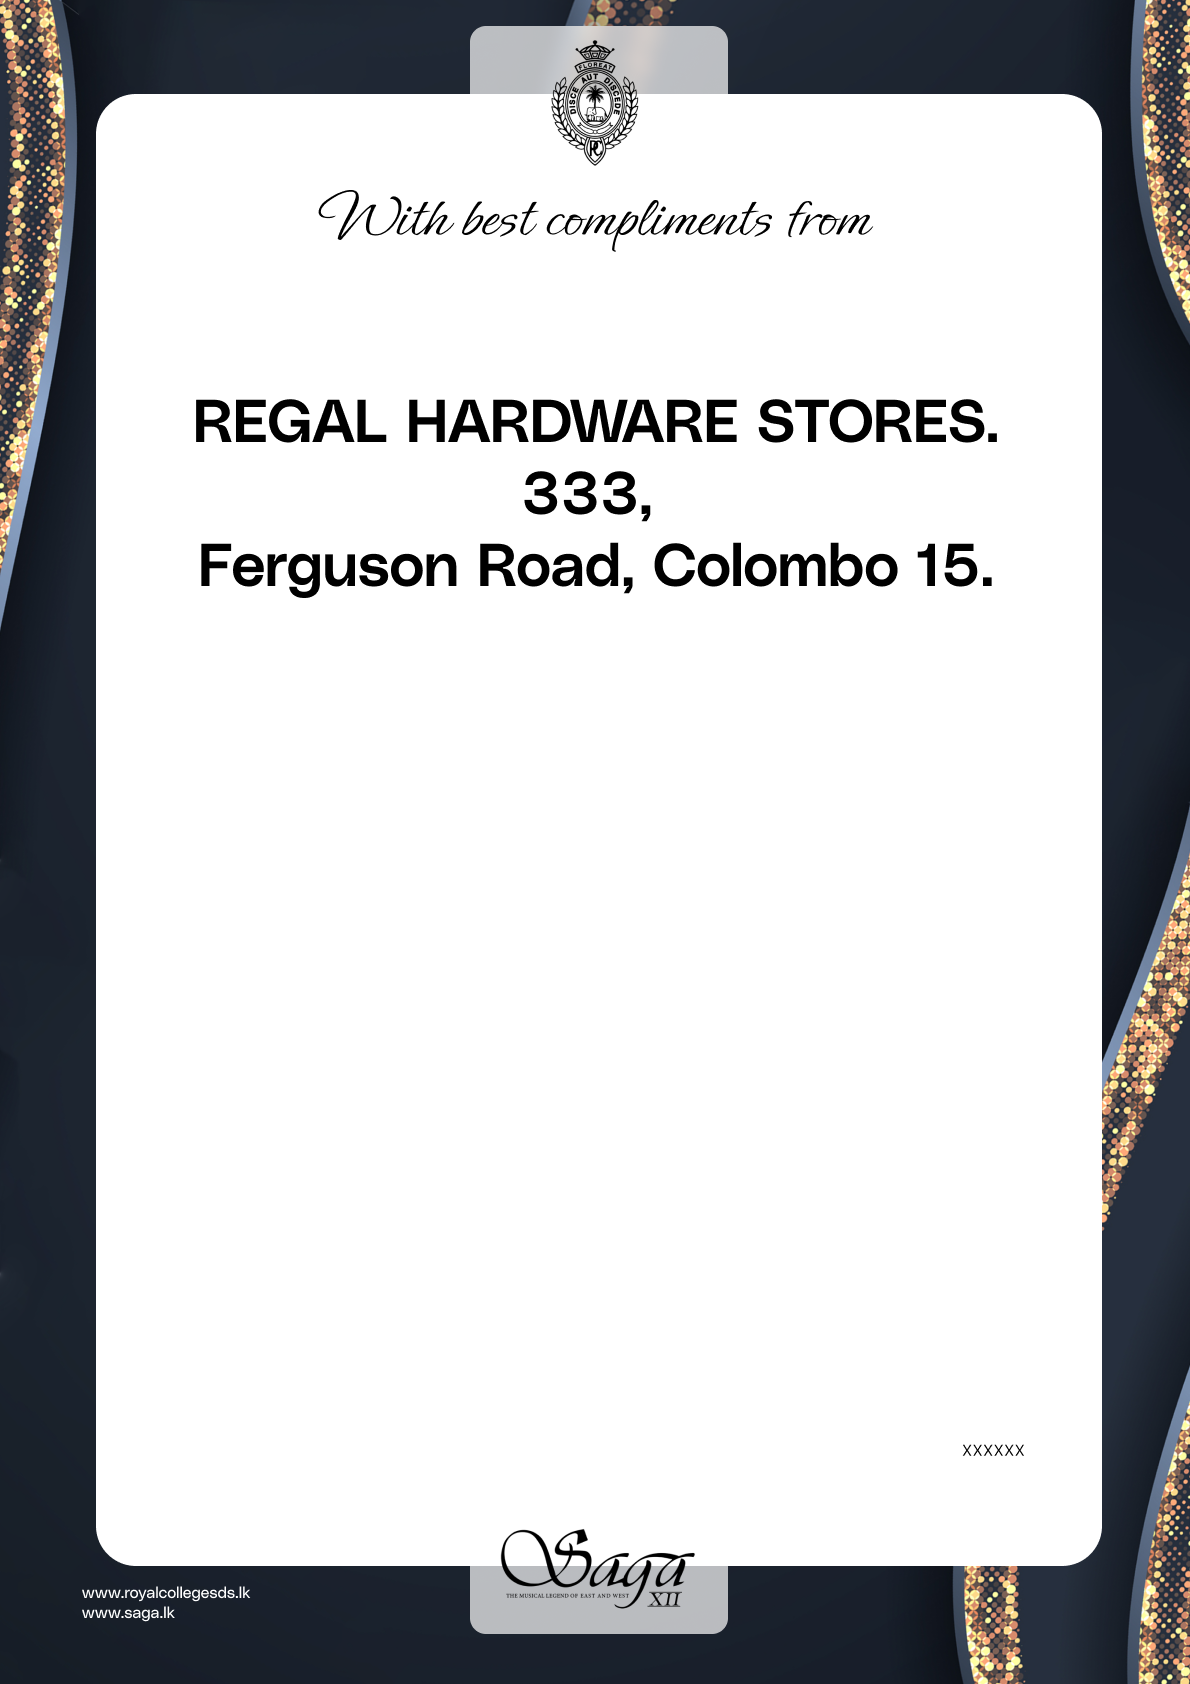 FLOREAT
DISCE AUT DISCEDE
RC
With best compliments from
REGAL HARDWARE STORES.
333,
Ferguson Road, Colombo 15.
XXXXXX
Saga
THE MUSICAL LEGEND OF EAST AND WEST
XII
www.royalcollegesds.lk
www.saga.lk